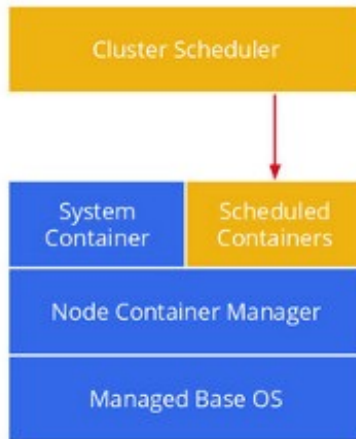 Cluster Scheduler
System
Container
Scheduled
Containers
Node Container Manager
Managed Base OS